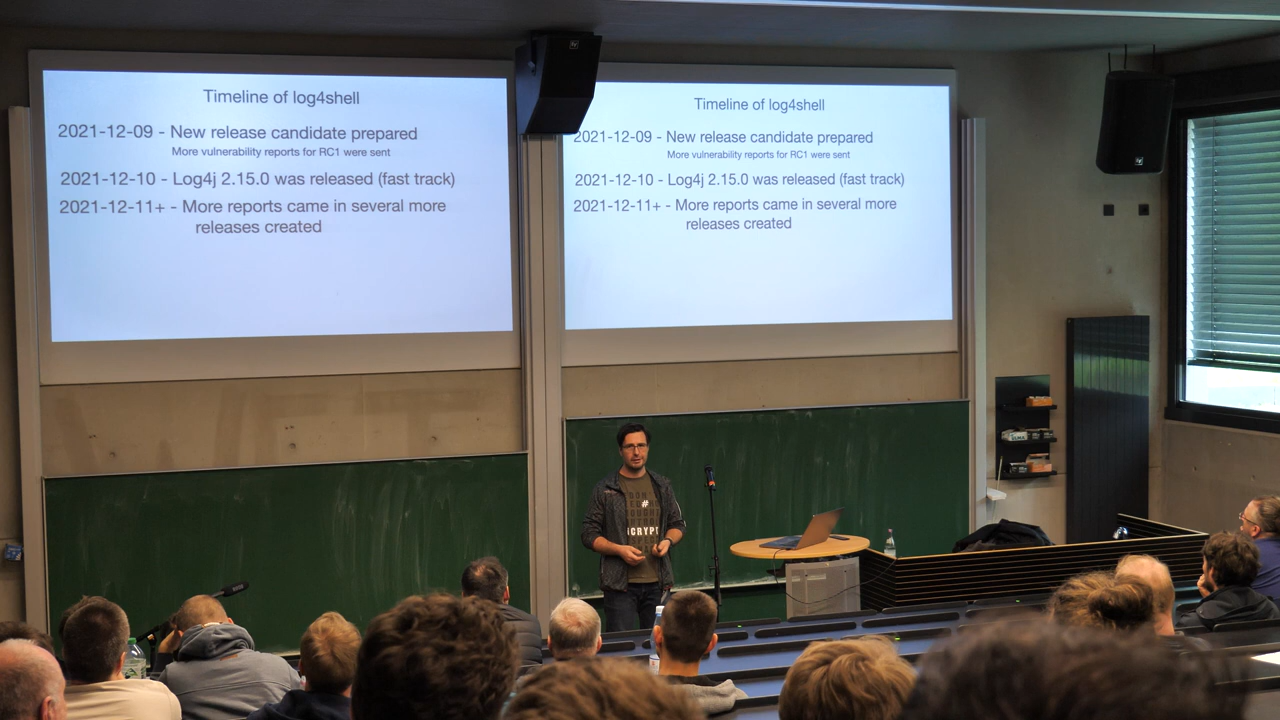 Timeline of log4shell
2021-12-09 - New release candidate prepared
More vulnerability reports for RC1 were sent
2021-12-10 - Log4j 2.15.0 was released (fast track)
2021-12-11+ - More reports came in several more
releases created
Timeline of log4shell
2021-12-09 - New release candidate prepared
More vulnerability reports for RC1 were sent
2021-12-10 - Log4j 2.15.0 was released (fast track)
2021-12-11+ - More reports came in several more
releases created
#